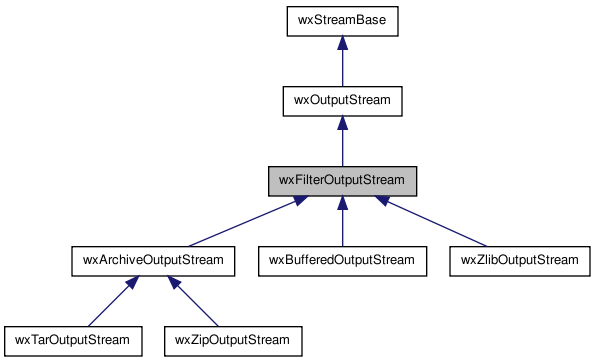 wxStreamBase
wxOutputStream
wxFilterOutputStream
wxArchiveOutputStream wxBufferedOutputStream wxZlibOutputStream
wxTarOutputStream wxZipOutputStream